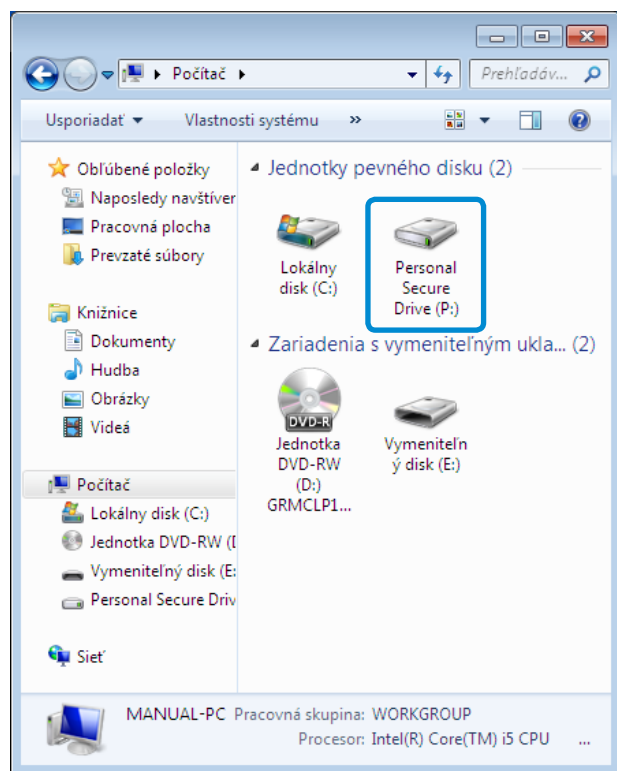 Počítač
Prehľadáv...
Usporiadať Vlastnosti systému »
Obľúbené položky
Naposledy navštíver
Pracovná plocha
Prevzaté súbory
Knižnice
Dokumenty
Hudba
Obrázky
Videá
Počítač
Lokálny disk (C:)
Jednotka DVD-RW (D
Vymeniteľný disk (E:
Personal Secure Driv
Sieť
Jednotky pevného disku (2)
Lokálny
disk (C:)
Personal
Secure
Drive (P:)
Zariadenia s vymeniteľným ukla... (2)
DVD-R
Jednotka
DVD-RW
(D:)
GRMCLP1...
Vymeniteľn
ý disk (E:)
MANUAL-PC Pracovná skupina: WORKGROUP
Procesor: Intel(R) Core(TM) i5 CPU ...